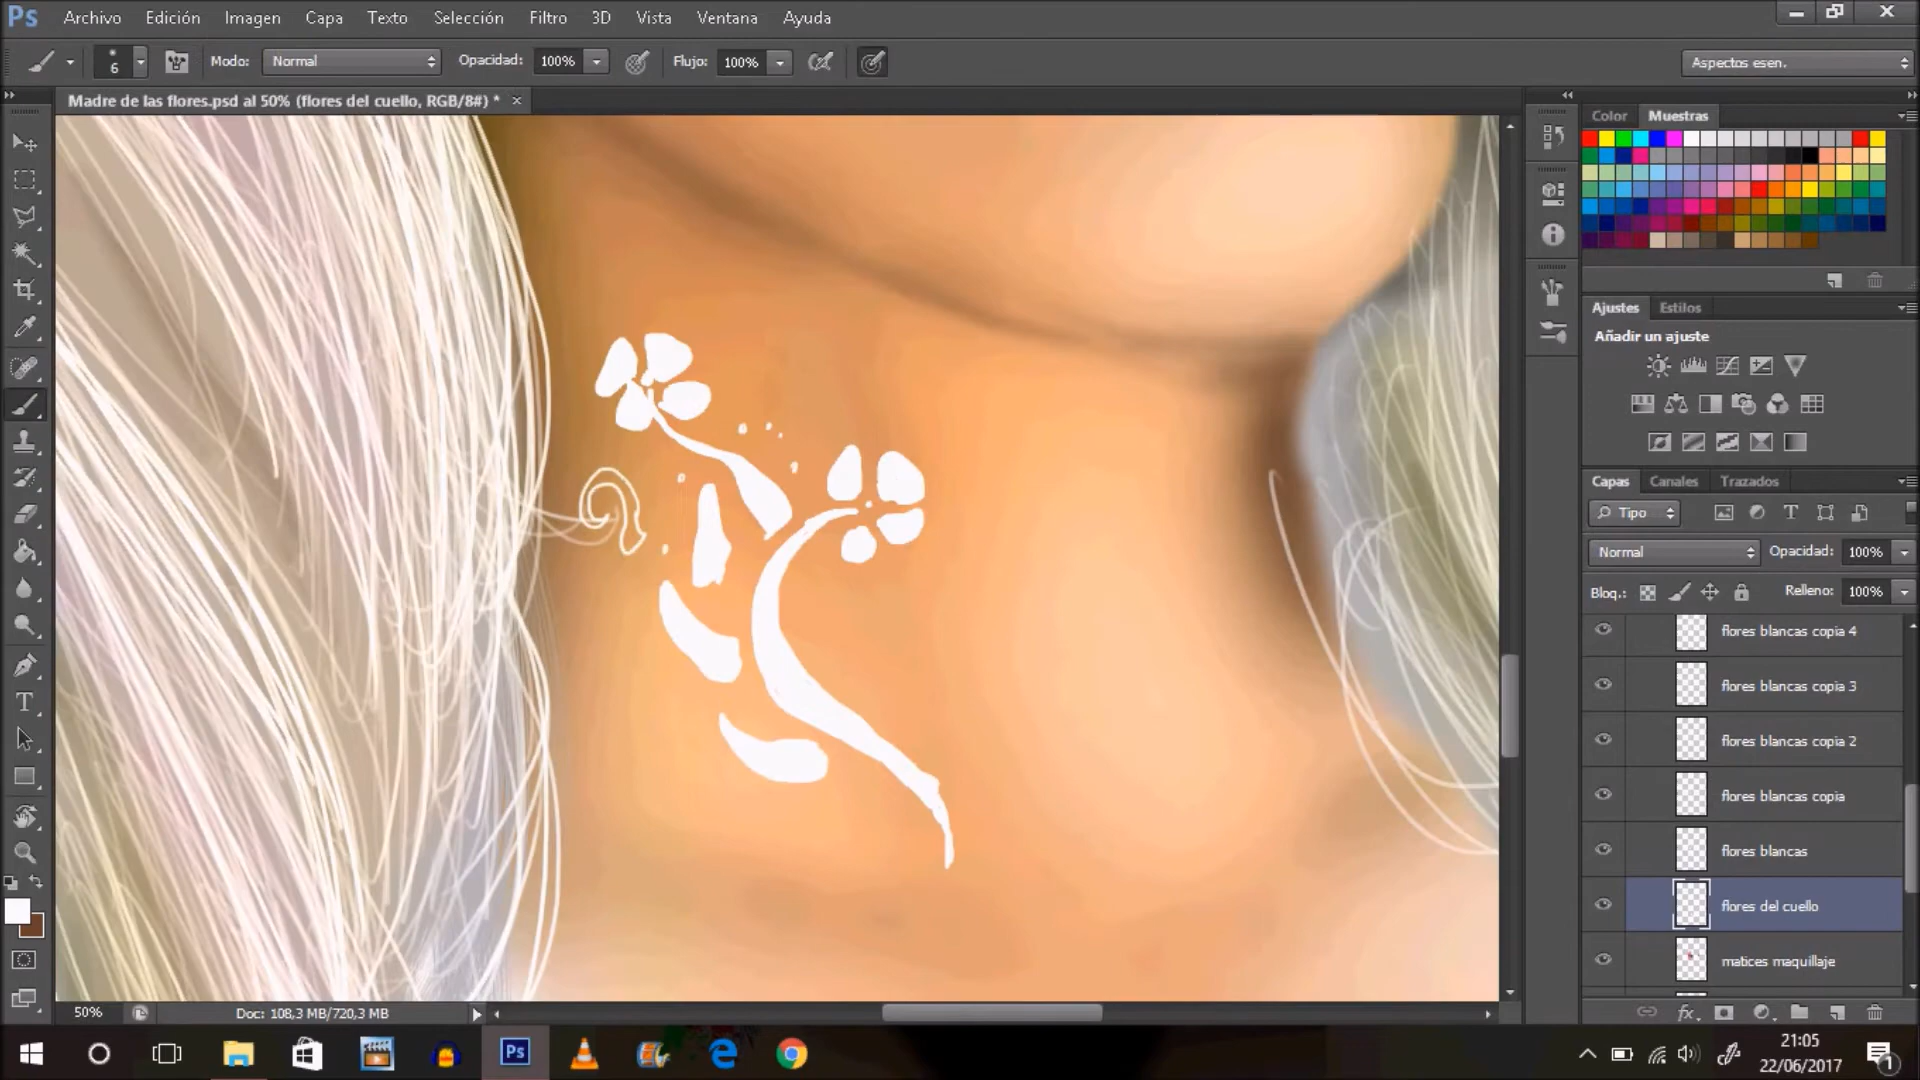 Ps Archivo Edición Imagen Capa Texto Selección Filtro 3D Vista Ventana Ayuda
6 Modo: Normal Opacidad: 100% Flujo: 100% Aspectos esen.
Madre de las flores.psd al 50% (flores del cuello, RGB/8#) * ×
Color Muestras
Ajustes Estilos
Añadir un ajuste
Capas Canales Trazados
Tipo
Normal Opacidad: 100%
Bloq.: Relleno: 100%
flores blancas copia 4
flores blancas copia 3
flores blancas copia 2
flores blancas copia
flores blancas
flores del cuello
matices maquillaje
50% Doc: 108,3 MB/720,3 MB
fx
Ps
21:05
22/06/2017
1